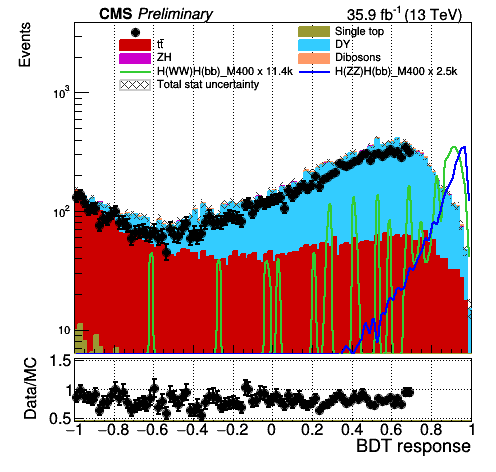 CMS Preliminary 35.9 fb⁻¹ (13 TeV)
Single top
tt̄ DY
ZH Dibosons
H(WW)H(bb)_M400 x 11.4k H(ZZ)H(bb)_M400 x 2.5k
Total stat uncertainty
Events
10³
10²
10
Data/MC
1.5
1
0.5
−1 −0.8 −0.6 −0.4 −0.2 0 0.2 0.4 0.6 0.8 1
BDT response